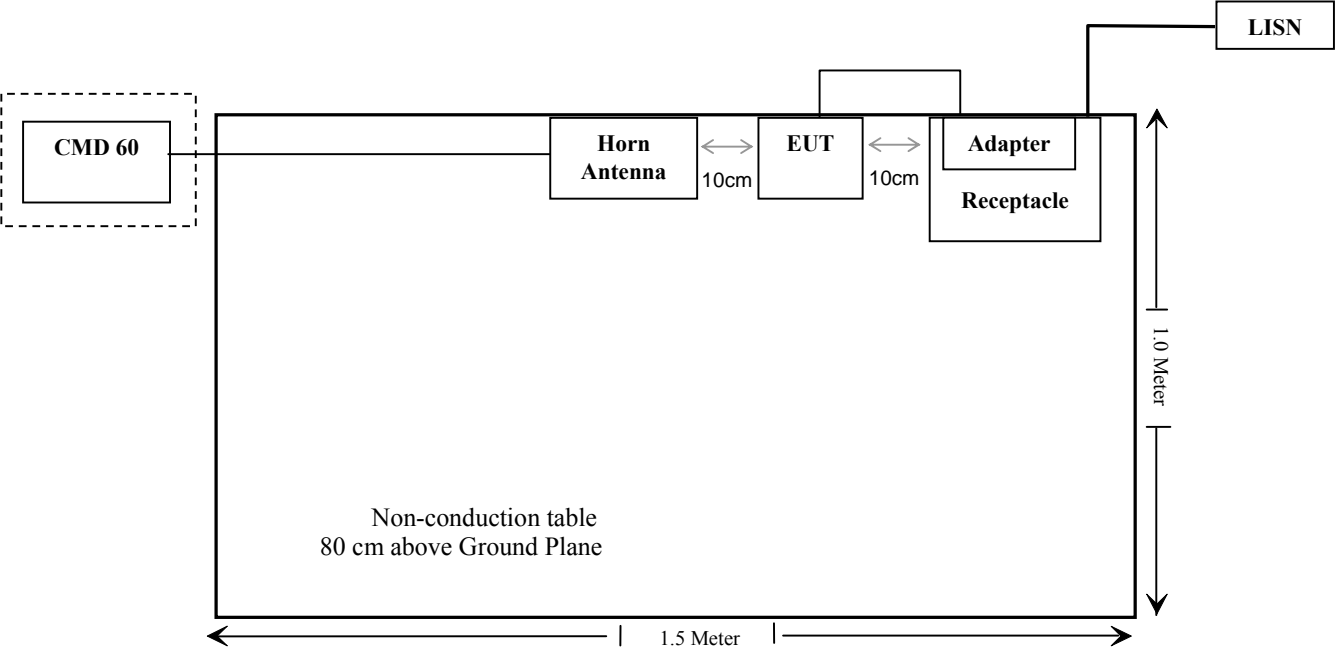 LISN
CMD 60
Horn
Antenna
10cm
EUT
10cm
Adapter
Receptacle
1.0 Meter
Non-conduction table
80 cm above Ground Plane
1.5 Meter